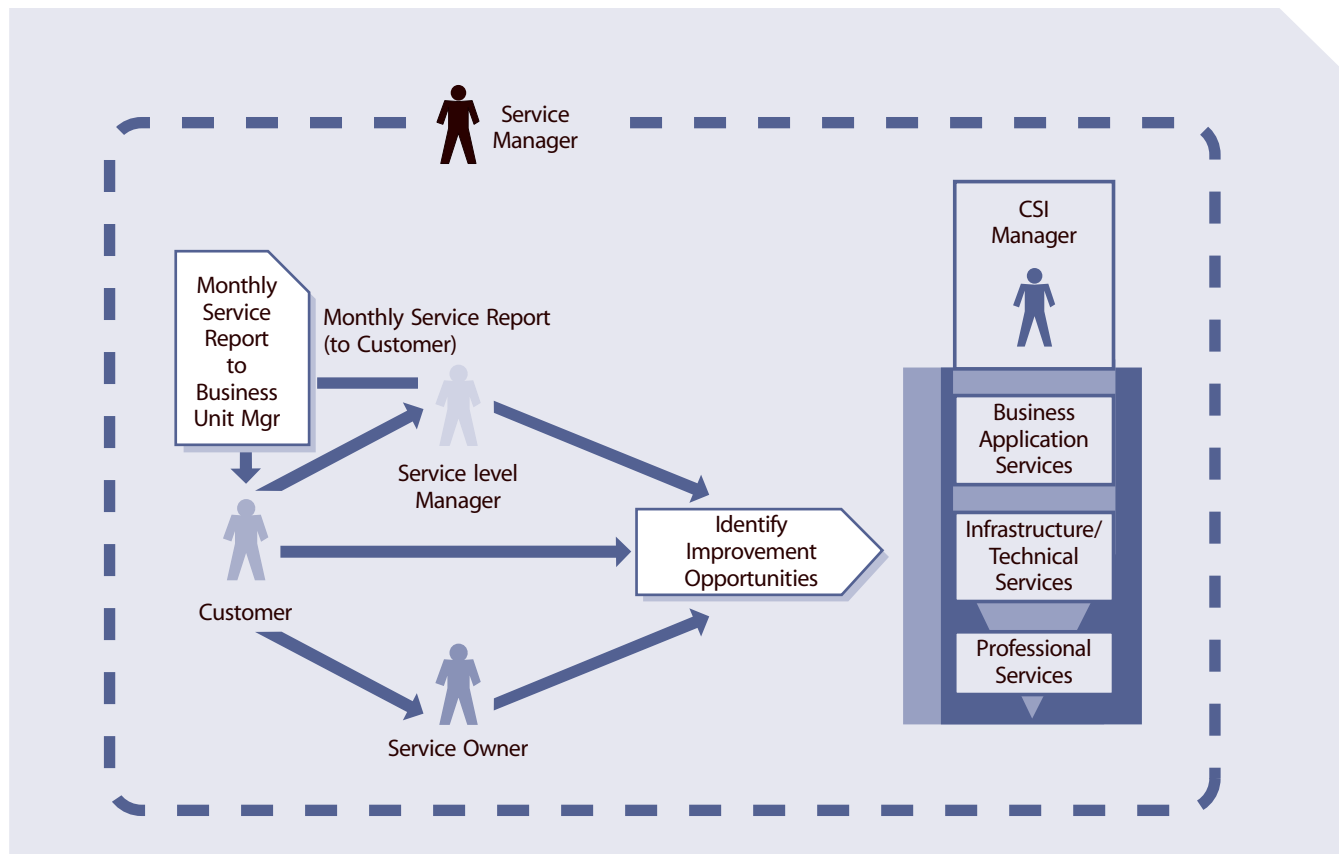 Service
Manager
CSI
Manager
Monthly
Service
Report
to
Business
Unit Mgr
Monthly Service Report
(to Customer)
Service level
Manager
Customer
Service Owner
Identify
Improvement
Opportunities
Business
Application
Services
Infrastructure/
Technical
Services
Professional
Services